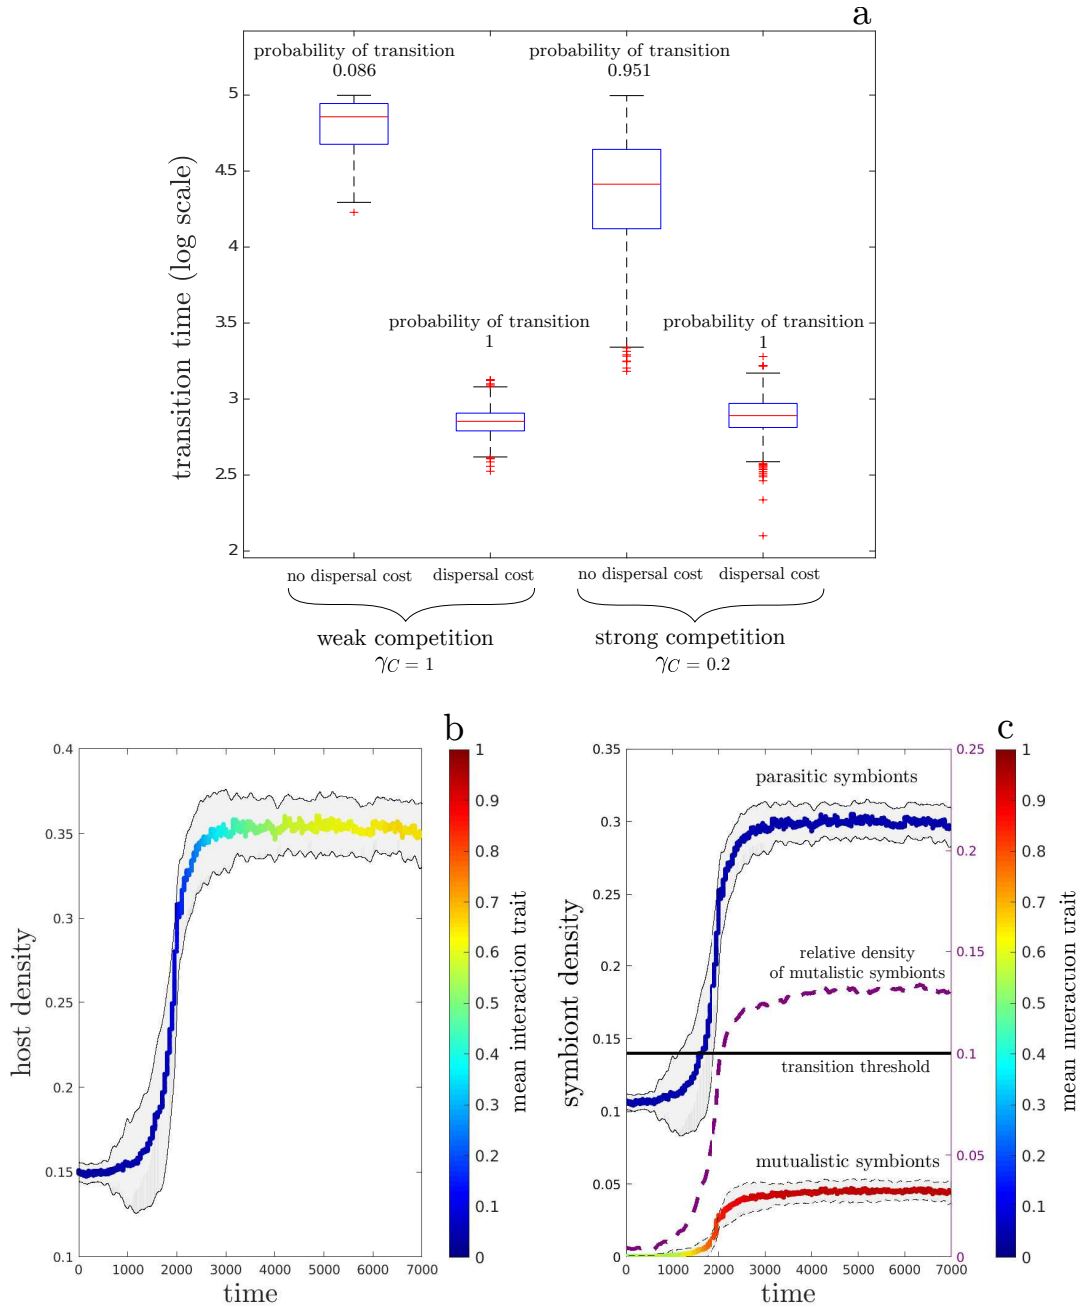 a
probability of transition
0.086
probability of transition
0.951
probability of transition
1
probability of transition
1
transition time (log scale)
5
4.5
4
3.5
3
2.5
2
no dispersal cost
dispersal cost
no dispersal cost
dispersal cost
weak competition
γC = 1
strong competition
γC = 0.2
b
host density
0.4
0.35
0.3
0.25
0.2
0.15
0.1
0 1000 2000 3000 4000 5000 6000 7000
time
1
0.9
0.8
0.7
0.6
0.5
0.4
0.3
0.2
0.1
0
mean interaction trait
c
symbiont density
0.35
0.3
0.25
0.2
0.15
0.1
0.05
0
parasitic symbionts
relative density
of mutalistic symbionts
transition threshold
mutualistic symbionts
0 1000 2000 3000 4000 5000 6000 7000
time
0.25
0.2
0.15
0.1
0.05
0
1
0.9
0.8
0.7
0.6
0.5
0.4
0.3
0.2
0.1
0
mean interaction trait